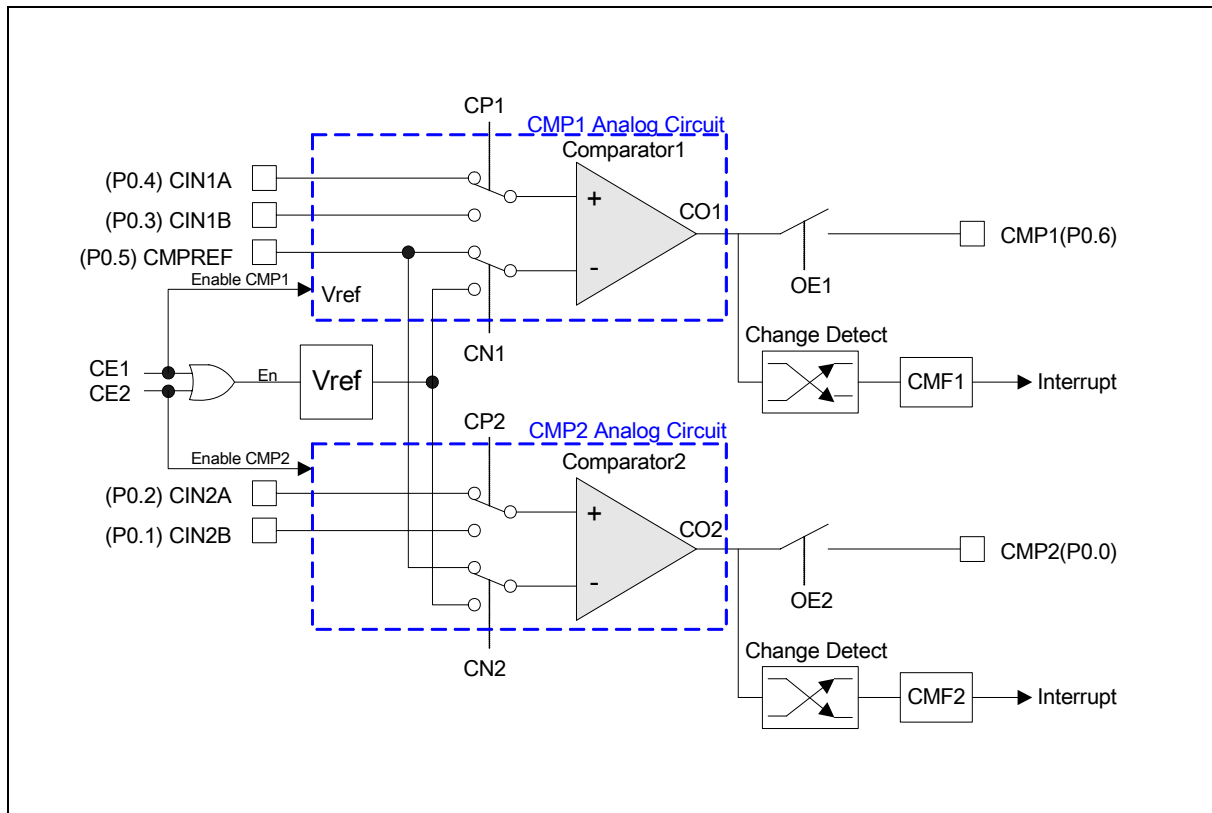 CP1
CMP1 Analog Circuit
Comparator1
(P0.4) CIN1A
+
CO1
(P0.3) CIN1B
CMP1(P0.6)
(P0.5) CMPREF
-
Enable CMP1
Vref
OE1
Change Detect
CN1
CE1
En
Vref
CMF1
Interrupt
CE2
CP2
CMP2 Analog Circuit
Enable CMP2
Comparator2
(P0.2) CIN2A
+
CO2
(P0.1) CIN2B
CMP2(P0.0)
-
OE2
Change Detect
CN2
CMF2
Interrupt